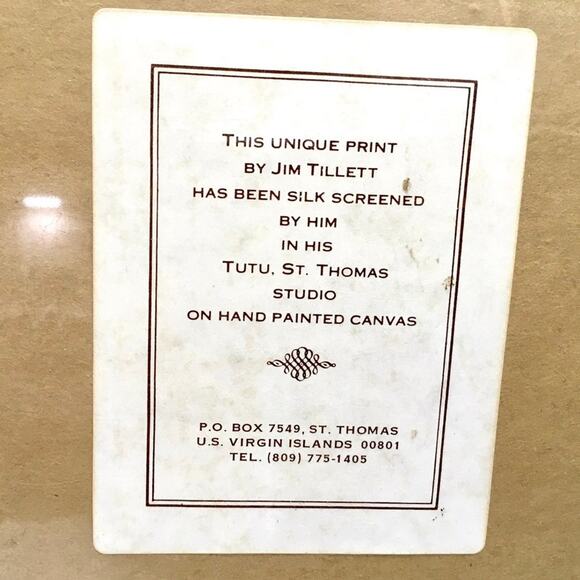 THIS UNIQUE PRINT
BY JIM TILLETT
HAS BEEN SILK SCREENED
BY HIM
IN HIS
TUTU, ST. THOMAS
STUDIO
ON HAND PAINTED CANVAS
P.O. BOX 7549, ST. THOMAS
U.S. VIRGIN ISLANDS 00801
TEL. (809) 775-1405